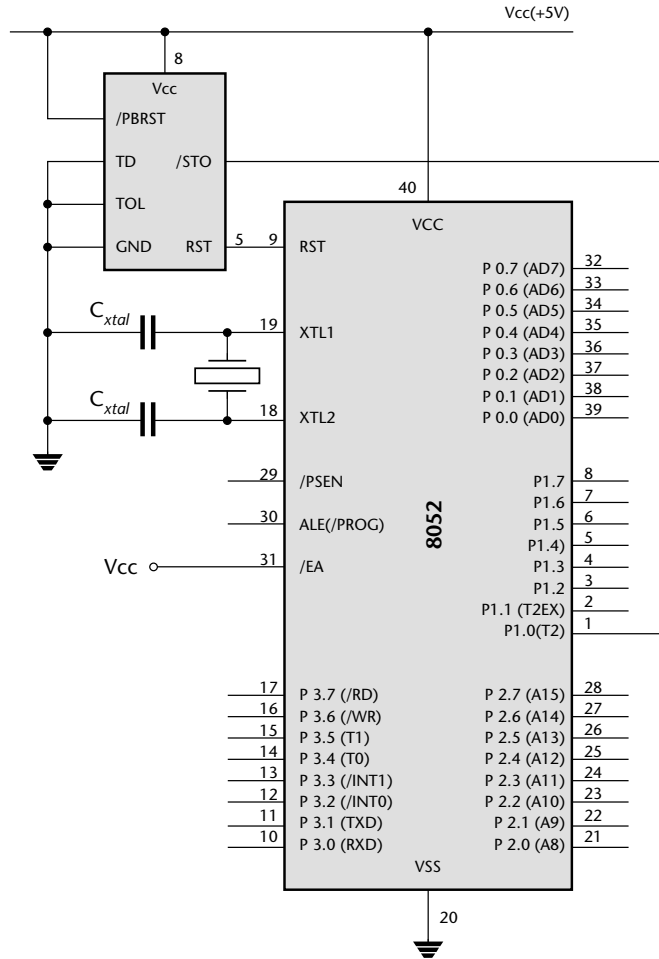 Vcc(+5V)
8
Vcc
/PBRST
TD /STO
TOL
GND RST 5 9 RST
40
VCC
P 0.7 (AD7) 32
P 0.6 (AD6) 33
P 0.5 (AD5) 34
P 0.4 (AD4) 35
P 0.3 (AD3) 36
P 0.2 (AD2) 37
P 0.1 (AD1) 38
P 0.0 (AD0) 39
Cxtal 19 XTL1
Cxtal 18 XTL2
29 /PSEN
30 ALE(/PROG)
Vcc 31 /EA
8052
P1.7 8
P1.6 7
P1.5 6
P1.4) 5
P1.3 4
P1.2 3
P1.1 (T2EX) 2
P1.0(T2) 1
17 P 3.7 (/RD)
16 P 3.6 (/WR)
15 P 3.5 (T1)
14 P 3.4 (T0)
13 P 3.3 (/INT1)
12 P 3.2 (/INT0)
11 P 3.1 (TXD)
10 P 3.0 (RXD)
P 2.7 (A15) 28
P 2.6 (A14) 27
P 2.5 (A13) 26
P 2.4 (A12) 25
P 2.3 (A11) 24
P 2.2 (A10) 23
P 2.1 (A9) 22
P 2.0 (A8) 21
VSS
20